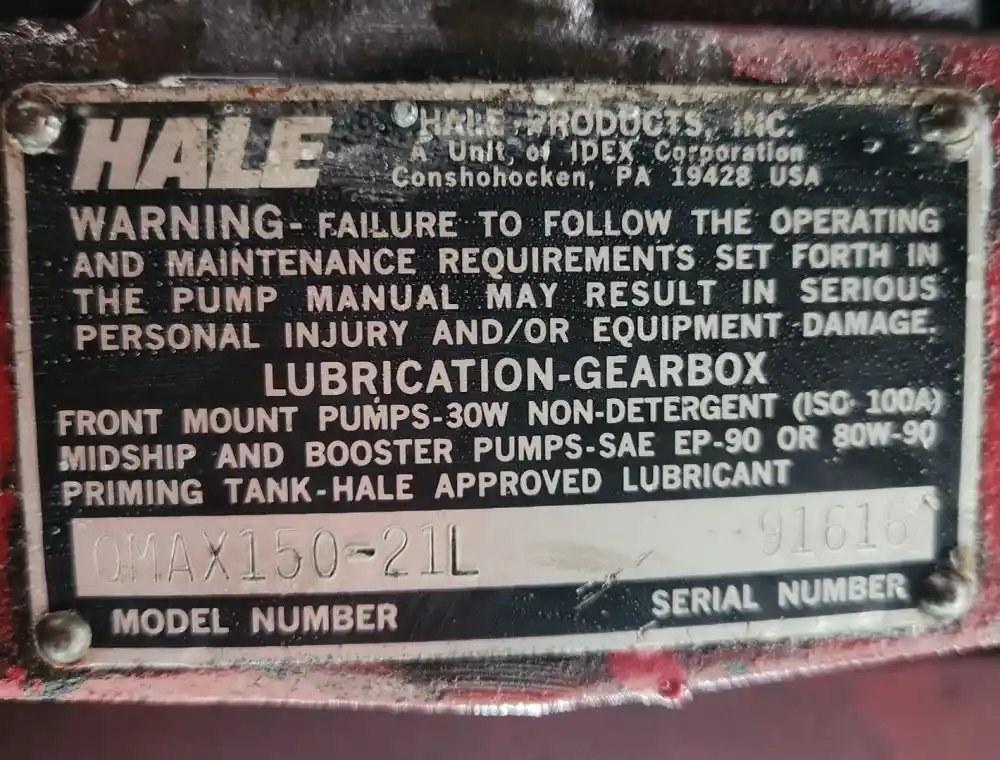 HALE
HALE PRODUCTS, INC.
A Unit of IDEX Corporation
Conshohocken, PA 19428 USA
WARNING- FAILURE TO FOLLOW THE OPERATING
AND MAINTENANCE REQUIREMENTS SET FORTH IN
THE PUMP MANUAL MAY RESULT IN SERIOUS
PERSONAL INJURY AND/OR EQUIPMENT DAMAGE.
LUBRICATION-GEARBOX
FRONT MOUNT PUMPS-30W NON-DETERGENT (ISO 100A)
MIDSHIP AND BOOSTER PUMPS-SAE EP-90 OR 80W-90
PRIMING TANK-HALE APPROVED LUBRICANT
QMAX150-21L 91616
MODEL NUMBER SERIAL NUMBER